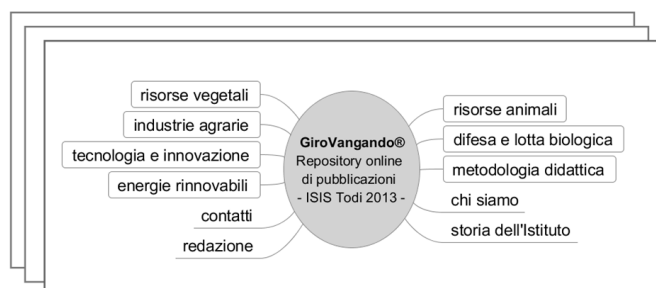 risorse vegetali
industrie agrarie
tecnologia e innovazione
energie rinnovabili
contatti
redazione
GiroVangando®
Repository online
di pubblicazioni
- ISIS Todi 2013 -
risorse animali
difesa e lotta biologica
metodologia didattica
chi siamo
storia dell'Istituto